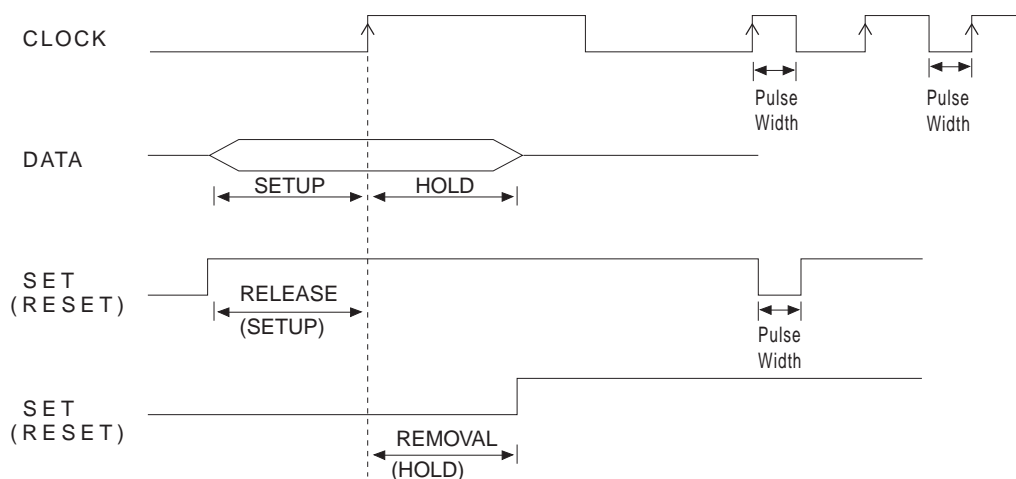 CLOCK
Pulse
Width
Pulse
Width
DATA
SETUP
HOLD
SET
(RESET)
RELEASE
(SETUP)
Pulse
Width
SET
(RESET)
REMOVAL
(HOLD)